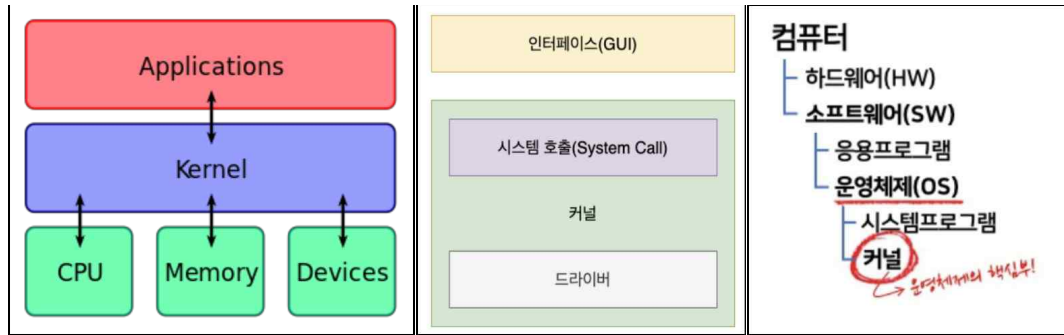 Applications
Kernel
CPU
Memory
Devices
인터페이스(GUI)
시스템 호출(System Call)
커널
드라이버
컴퓨터
하드웨어(HW)
소프트웨어(SW)
응용프로그램
운영체제(OS)
시스템프로그램
커널
운영체제의 핵심부!